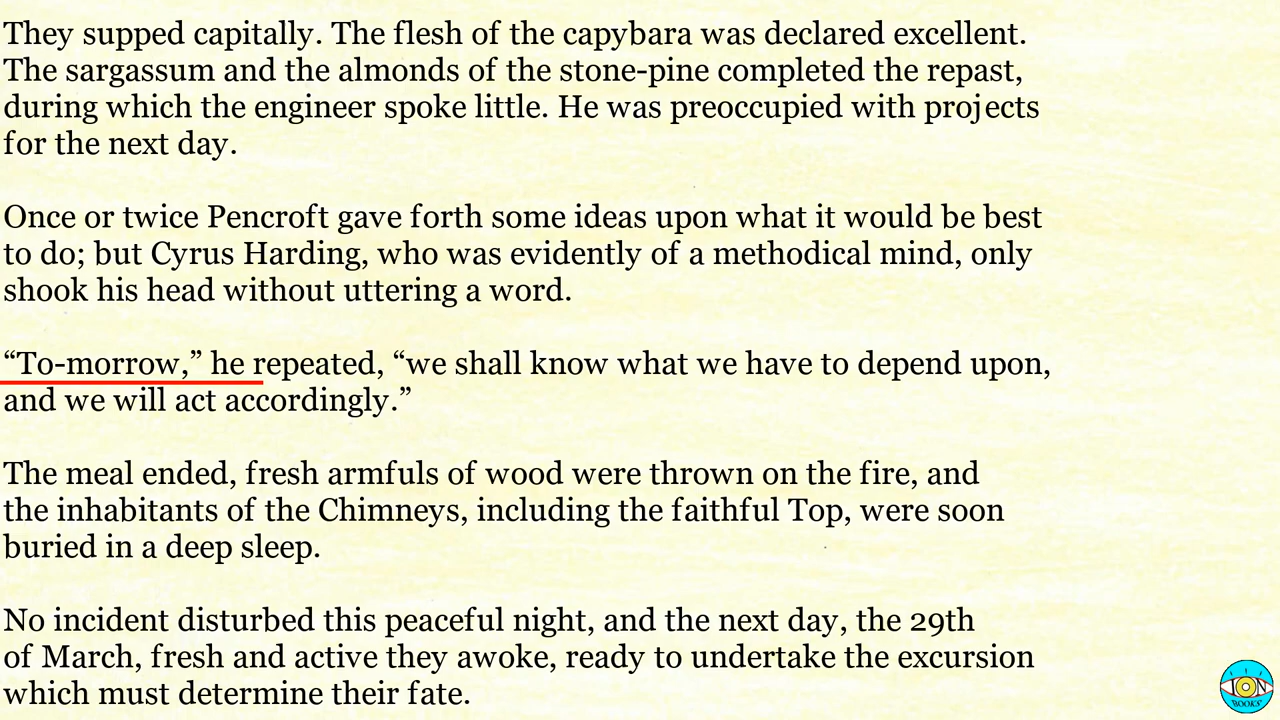 They supped capitally. The flesh of the capybara was declared excellent.
The sargassum and the almonds of the stone-pine completed the repast,
during which the engineer spoke little. He was preoccupied with projects
for the next day.
Once or twice Pencroft gave forth some ideas upon what it would be best
to do; but Cyrus Harding, who was evidently of a methodical mind, only
shook his head without uttering a word.
“To-morrow,” he repeated, “we shall know what we have to depend upon,
and we will act accordingly.”
The meal ended, fresh armfuls of wood were thrown on the fire, and
the inhabitants of the Chimneys, including the faithful Top, were soon
buried in a deep sleep.
No incident disturbed this peaceful night, and the next day, the 29th
of March, fresh and active they awoke, ready to undertake the excursion
which must determine their fate.
ION
BOOKS